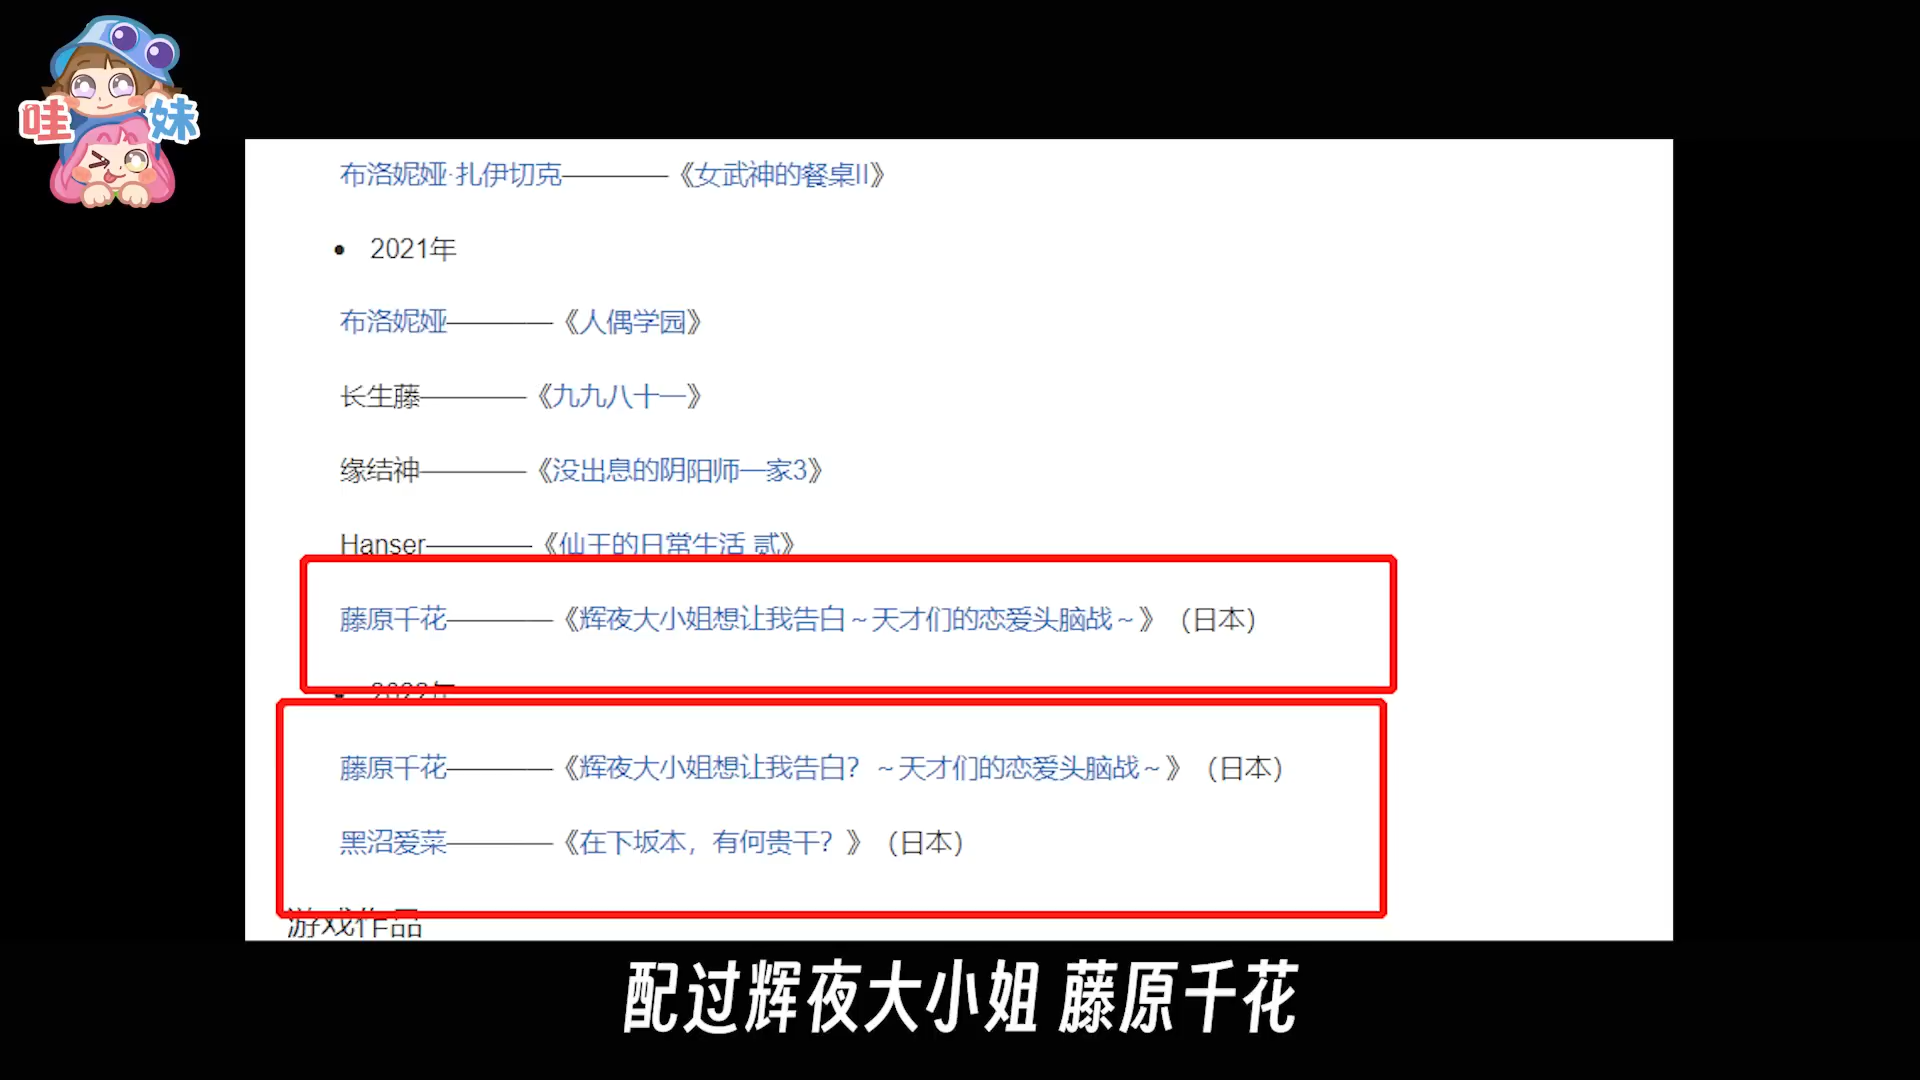 哇妹
布洛妮娅·扎伊切克————《女武神的餐桌II》
• 2021年
布洛妮娅————《人偶学园》
长生藤————《九九八十一》
缘结神————《没出息的阴阳师一家3》
Hanser————《仙王的日常生活 贰》
藤原千花————《辉夜大小姐想让我告白～天才们的恋爱头脑战～》（日本）
• 2022年
藤原千花————《辉夜大小姐想让我告白？～天才们的恋爱头脑战～》（日本）
黑沼爱菜————《在下坂本，有何贵干？》（日本）
游戏作品
配过辉夜大小姐 藤原千花